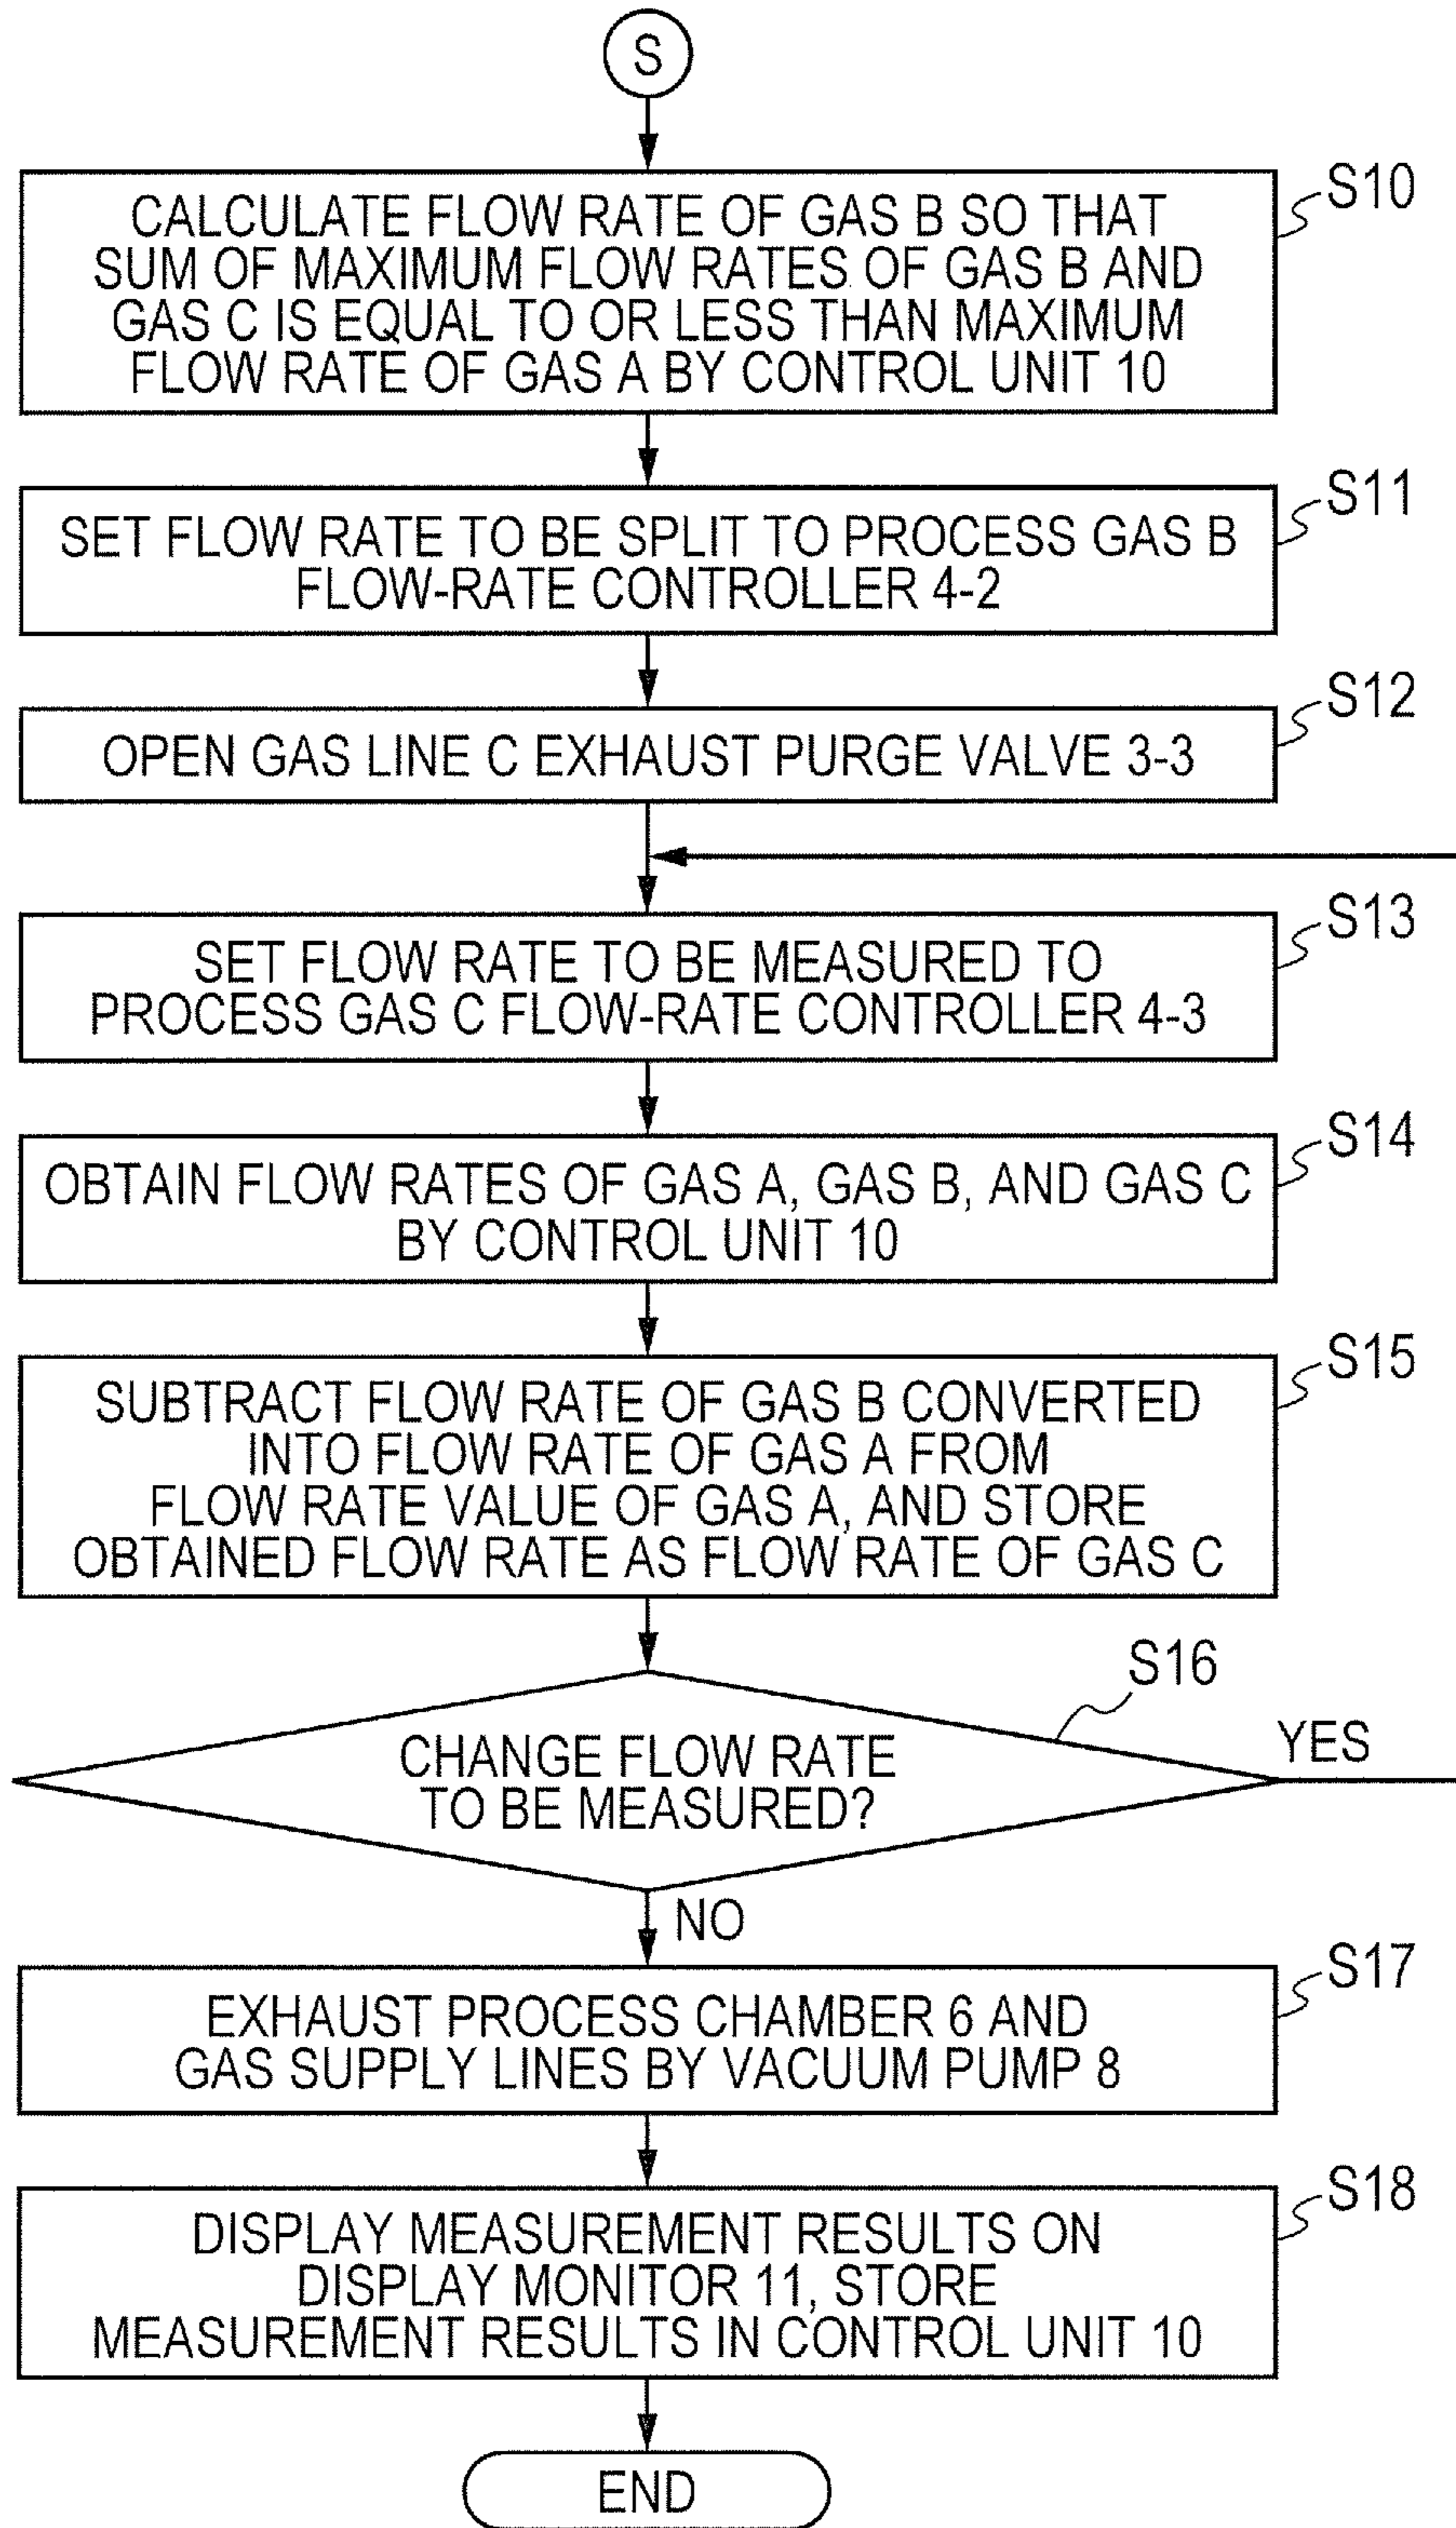 S
S10
CALCULATE FLOW RATE OF GAS B SO THAT
SUM OF MAXIMUM FLOW RATES OF GAS B AND
GAS C IS EQUAL TO OR LESS THAN MAXIMUM
FLOW RATE OF GAS A BY CONTROL UNIT 10
S11
SET FLOW RATE TO BE SPLIT TO PROCESS GAS B
FLOW-RATE CONTROLLER 4-2
S12
OPEN GAS LINE C EXHAUST PURGE VALVE 3-3
S13
SET FLOW RATE TO BE MEASURED TO
PROCESS GAS C FLOW-RATE CONTROLLER 4-3
S14
OBTAIN FLOW RATES OF GAS A, GAS B, AND GAS C
BY CONTROL UNIT 10
S15
SUBTRACT FLOW RATE OF GAS B CONVERTED
INTO FLOW RATE OF GAS A FROM
FLOW RATE VALUE OF GAS A, AND STORE
OBTAINED FLOW RATE AS FLOW RATE OF GAS C
S16
CHANGE FLOW RATE
TO BE MEASURED?
YES
NO
S17
EXHAUST PROCESS CHAMBER 6 AND
GAS SUPPLY LINES BY VACUUM PUMP 8
S18
DISPLAY MEASUREMENT RESULTS ON
DISPLAY MONITOR 11, STORE
MEASUREMENT RESULTS IN CONTROL UNIT 10
END